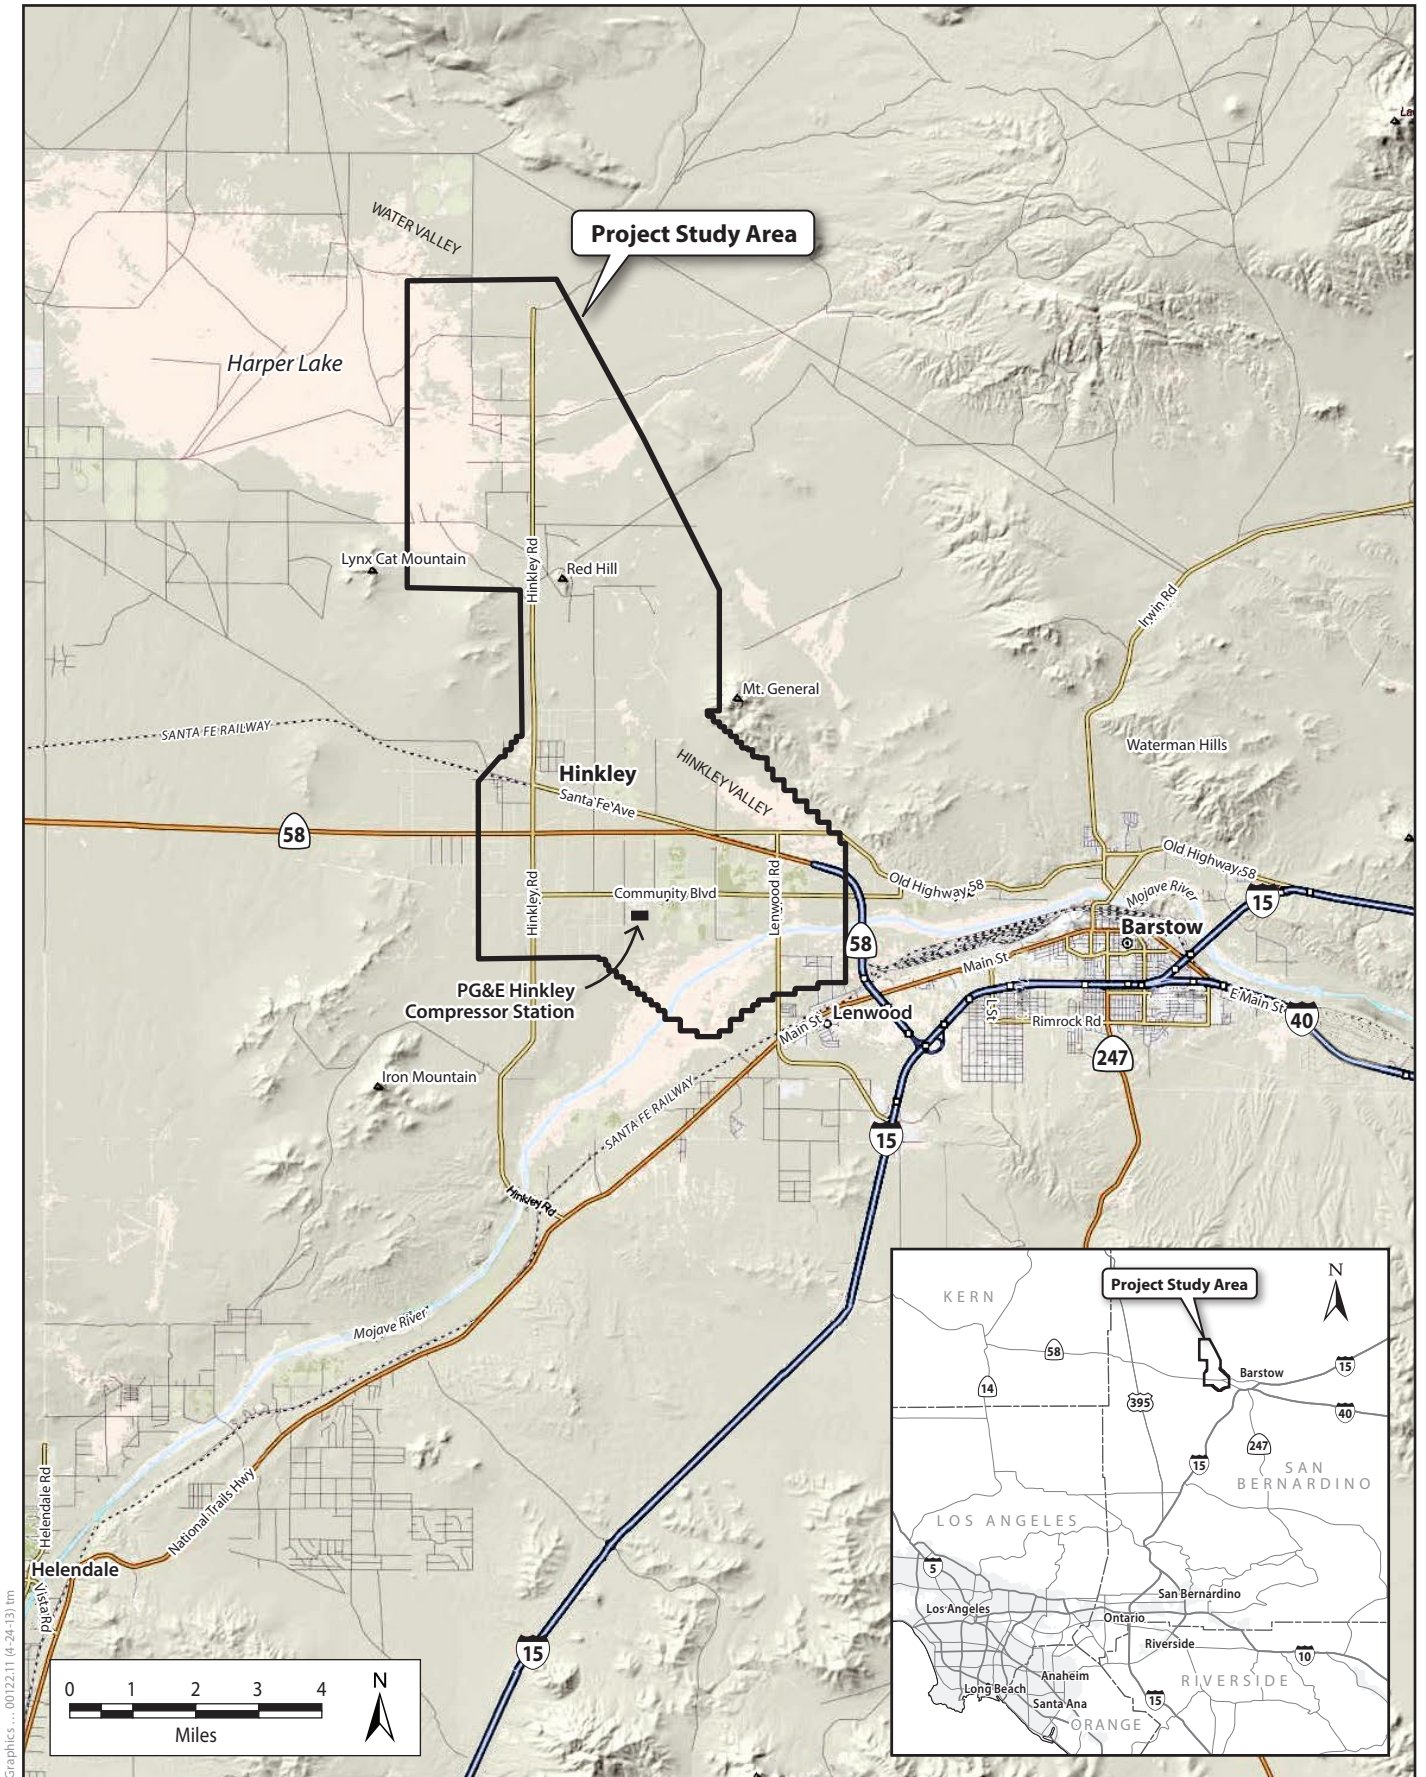 La
WATER VALLEY
Project Study Area
Harper Lake
Lynx Cat Mountain
Hinkley Rd
Red Hill
Irwin Rd
Mt. General
SANTA FE RAILWAY
Waterman Hills
HINKLEY VALLEY
Hinkley
Santa Fe Ave
58
Old Highway 58
Lenwood Rd
Hinkley Rd
Community Blvd
Old Highway 58
Mojave River
15
Barstow
58
Main St
PG&E Hinkley
Compressor Station
E Main St
L St
Lenwood
Main St
Rimrock Rd
40
247
Iron Mountain
SANTA FE RAILWAY
15
Hinkley Rd
Mojave River
National Trails Hwy
Helendale Rd
Helendale
Vista Rd
15
0 1 2 3 4
Miles
N
N
Project Study Area
KERN
58
Barstow
15
14
395
40
247
15
SAN
BERNARDINO
LOS ANGELES
5
San Bernardino
Los Angeles
Ontario
Riverside
10
Anaheim
RIVERSIDE
Long Beach
Santa Ana
15
ORANGE
Graphics ... 00122.11 (4-24-13) tm